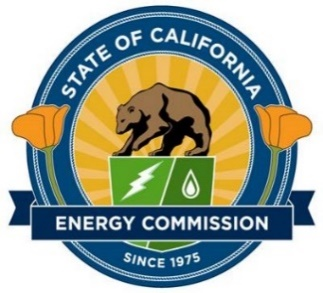 STATE OF CALIFORNIA
ENERGY COMMISSION
SINCE 1975